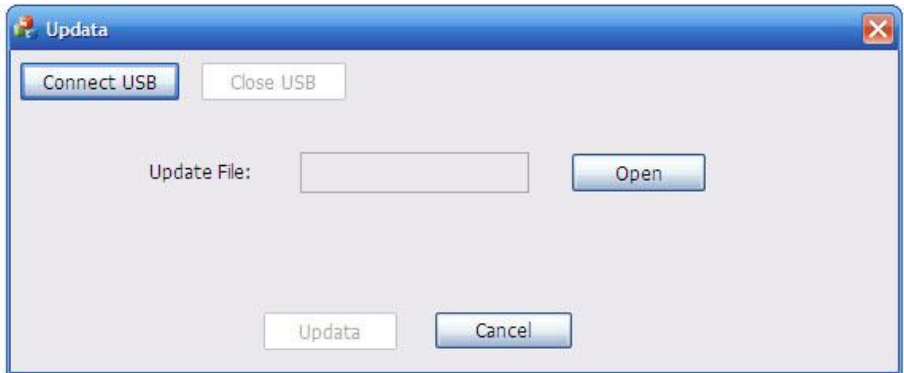 Updata
Connect USB Close USB
Update File: Open
Updata Cancel